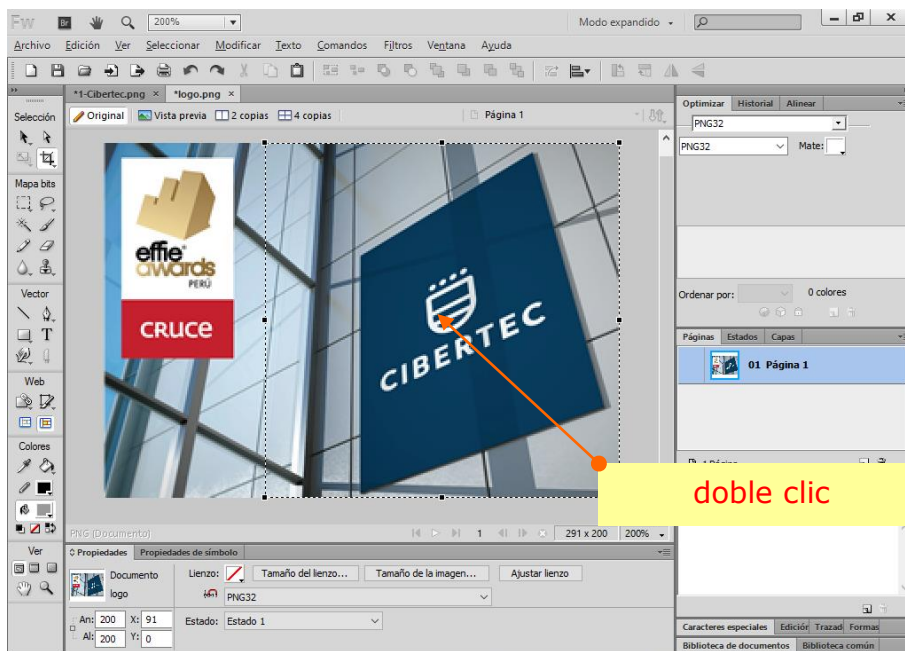 Fw Br 200% Modo expandido
Archivo Edición Ver Seleccionar Modificar Texto Comandos Filtros Ventana Ayuda
*1-Cibertec.png × *logo.png ×
Selección
Original Vista previa 2 copias 4 copias Página 1
Optimizar Historial Alinear
PNG32
PNG32 Mate:
Mapa bits
effie
awards
PERÚ
CRUCE
CIBERTEC
Vector
T
Ordenar por: 0 colores
Páginas Estados Capas
01 Página 1
Web
Colores
doble clic
PNG (Documento) 1 291 x 200 200%
Ver
Propiedades Propiedades de símbolo
Documento
logo
Lienzo: Tamaño del lienzo... Tamaño de la imagen... Ajustar lienzo
PNG32
An: 200 X: 91
Al: 200 Y: 0
Estado: Estado 1
Caracteres especiales Edición Trazad Formas
Biblioteca de documentos Biblioteca común